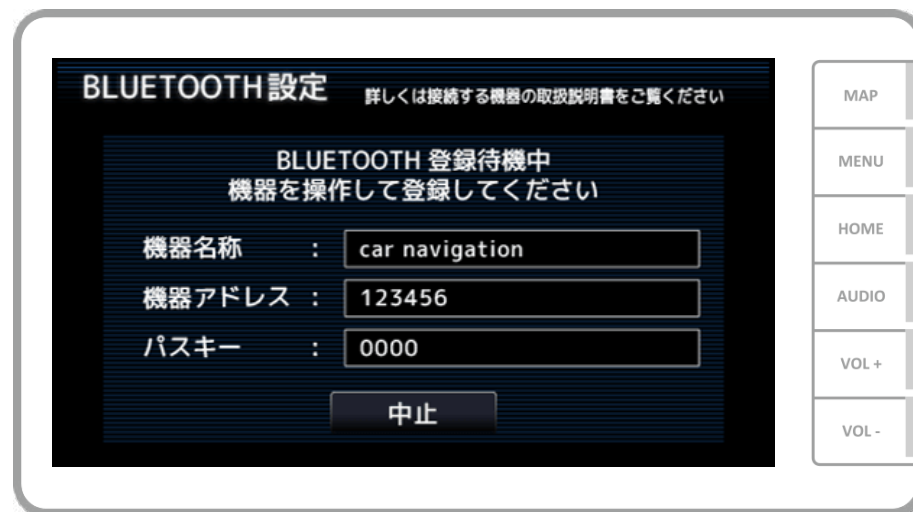 BLUETOOTH設定 詳しくは接続する機器の取扱説明書をご覧ください
BLUETOOTH 登録待機中
機器を操作して登録してください
機器名称 : car navigation
機器アドレス : 123456
パスキー : 0000
中止
MAP
MENU
HOME
AUDIO
VOL +
VOL -